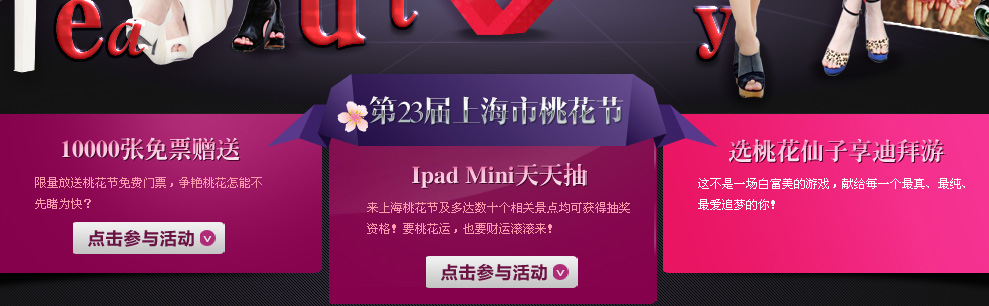 ea ut y
第23届上海市桃花节
10000张免票赠送
限量放送桃花节免费门票，争艳桃花怎能不
先睹为快？
点击参与活动
Ipad Mini天天抽
来上海桃花节及多达数十个相关景点均可获得抽奖
资格！要桃花运，也要财运滚滚来！
点击参与活动
选桃花仙子享迪拜游
这不是一场白富美的游戏，献给每一个最真、最纯、
最爱追梦的你！